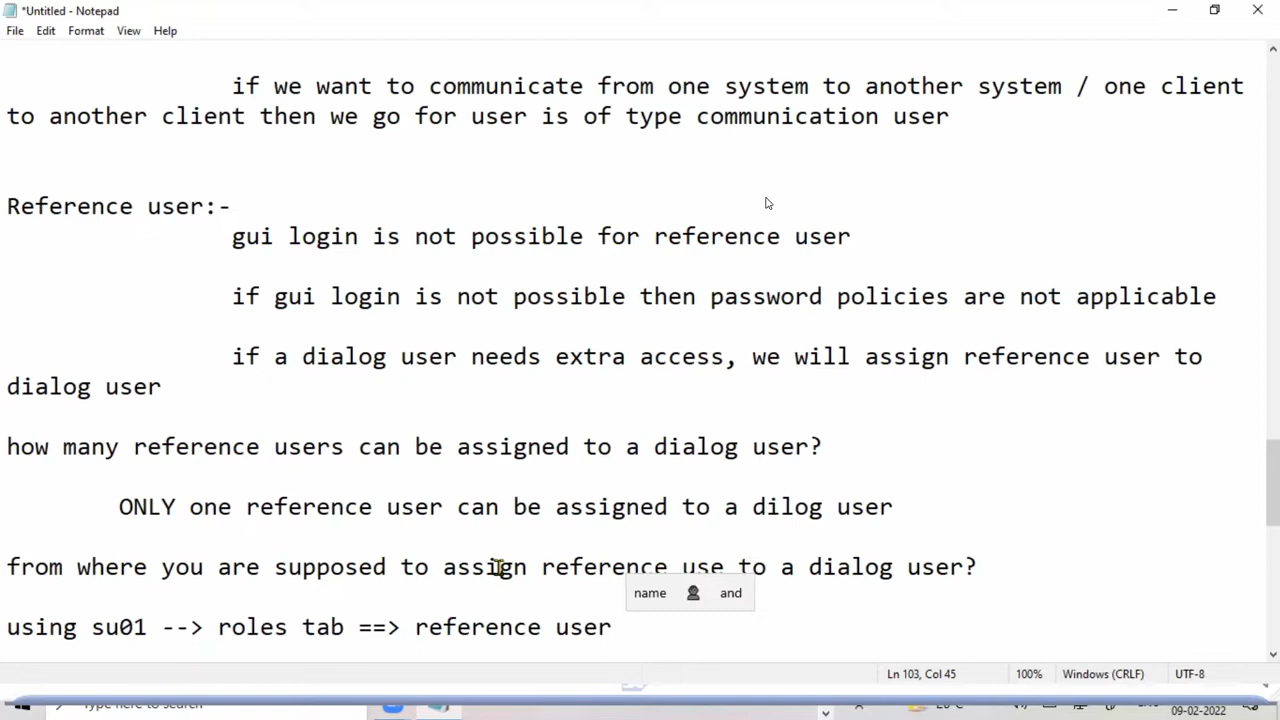 *Untitled - Notepad
File Edit Format View Help
if we want to communicate from one system to another system / one client
to another client then we go for user is of type communication user
Reference user:-
gui login is not possible for reference user
if gui login is not possible then password policies are not applicable
if a dialog user needs extra access, we will assign reference user to
dialog user
how many reference users can be assigned to a dialog user?
ONLY one reference user can be assigned to a dilog user
from where you are supposed to assign reference use to a dialog user?
name and
using su01 --> roles tab ==> reference user
Ln 103, Col 45 100% Windows (CRLF) UTF-8
Type here to search
09-02-2022